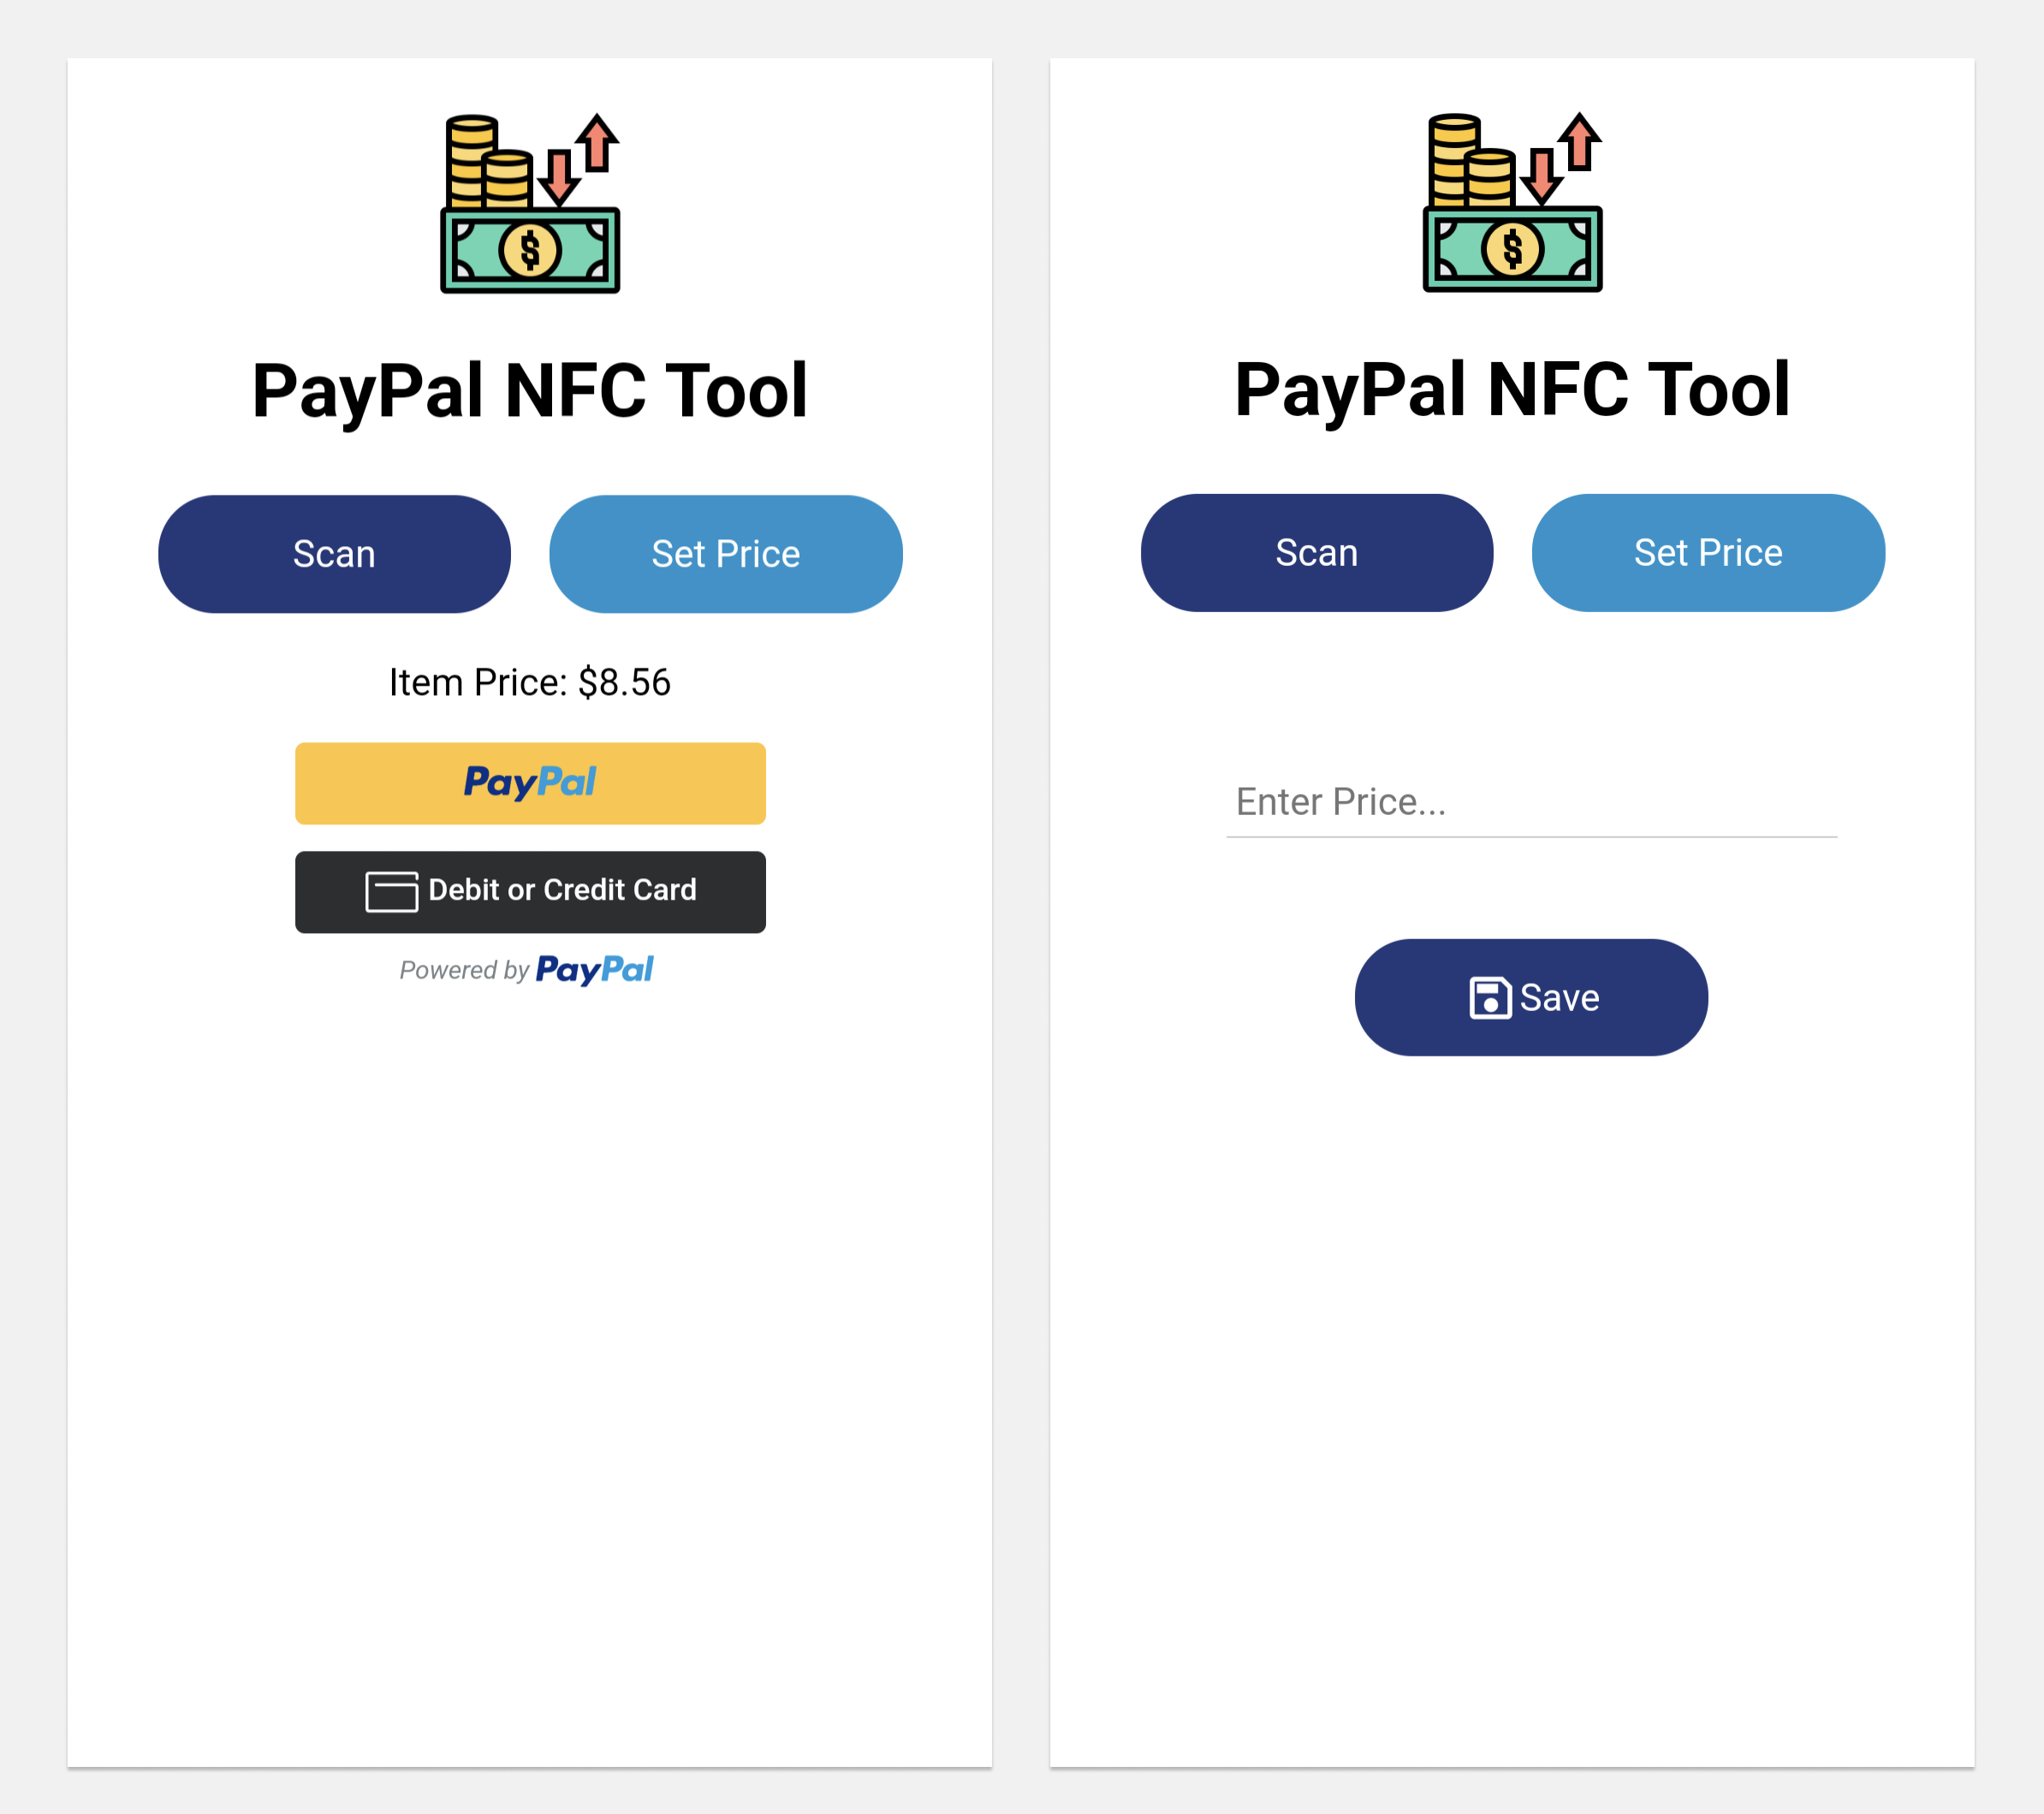 $
PayPal NFC Tool
Scan
Set Price
Item Price: $8.56
PayPal
Debit or Credit Card
Powered by PayPal
$
PayPal NFC Tool
Scan
Set Price
Enter Price...
Save